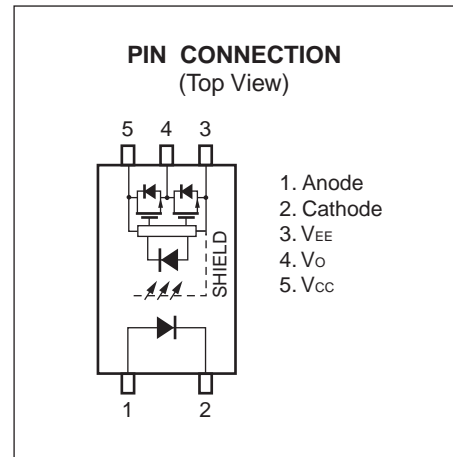 PIN CONNECTION
(Top View)
5 4 3
1. Anode
2. Cathode
3. VEE
4. VO
5. VCC
SHIELD
1 2